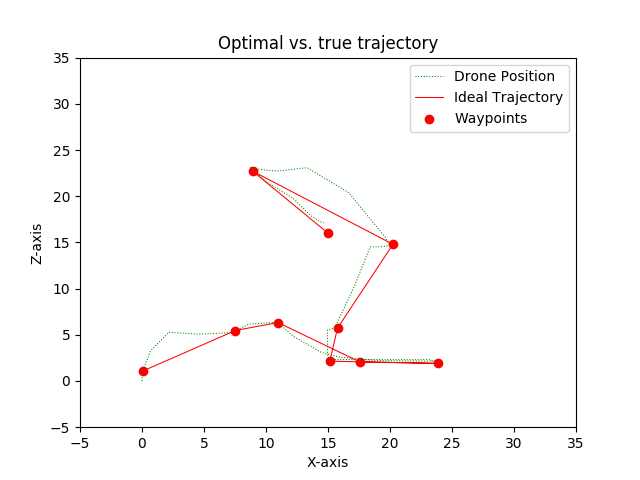 Optimal vs. true trajectory
35
30
25
20
15
10
5
0
−5
Z-axis
Drone Position
Ideal Trajectory
Waypoints
−5 0 5 10 15 20 25 30 35
X-axis